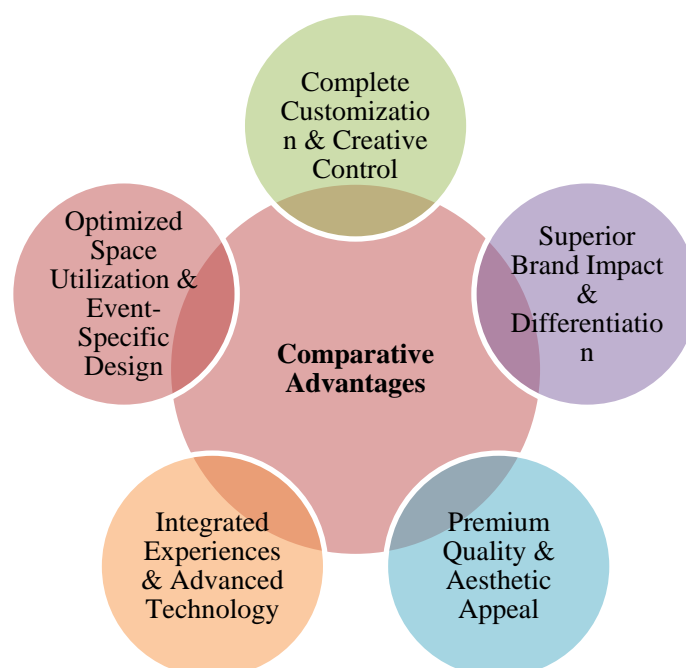 Complete
Customizatio
n & Creative
Control
Superior
Brand Impact
&
Differentiatio
n
Premium
Quality &
Aesthetic
Appeal
Integrated
Experiences
& Advanced
Technology
Optimized
Space
Utilization &
Event-
Specific
Design
Comparative
Advantages